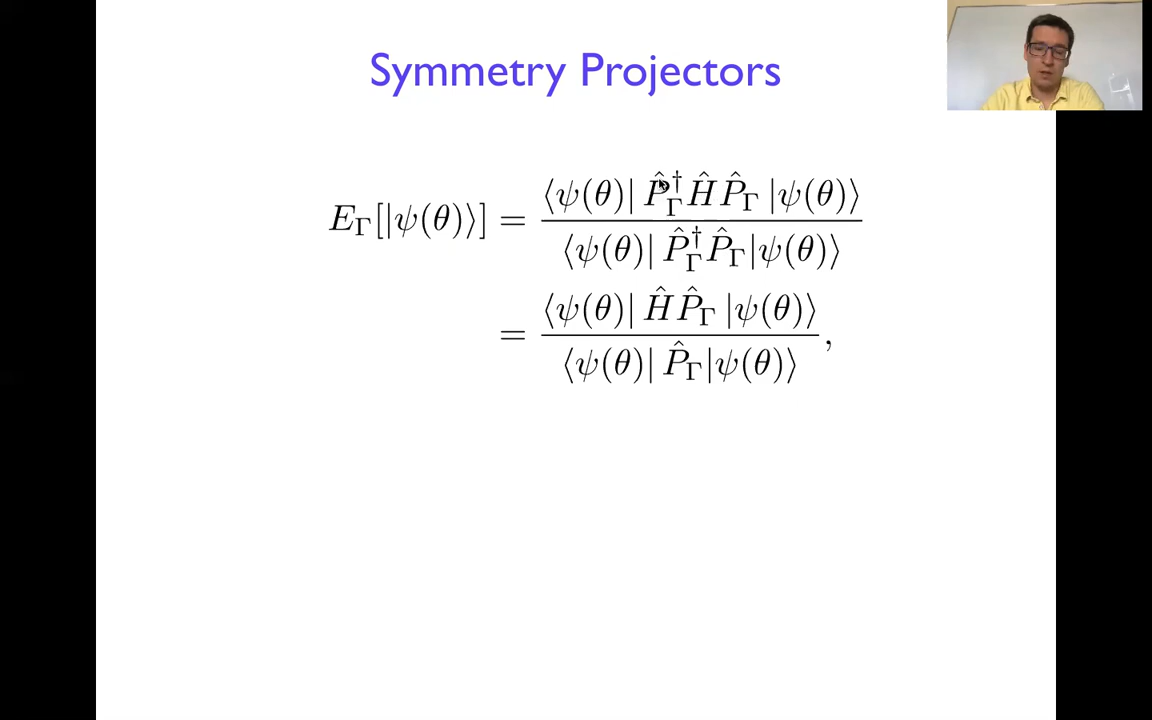 Symmetry Projectors
E_Γ[|ψ(θ)⟩] = ⟨ψ(θ)| P̂_Γ^† Ĥ P̂_Γ |ψ(θ)⟩ / ⟨ψ(θ)| P̂_Γ^† P̂_Γ |ψ(θ)⟩
= ⟨ψ(θ)| Ĥ P̂_Γ |ψ(θ)⟩ / ⟨ψ(θ)| P̂_Γ |ψ(θ)⟩ ,